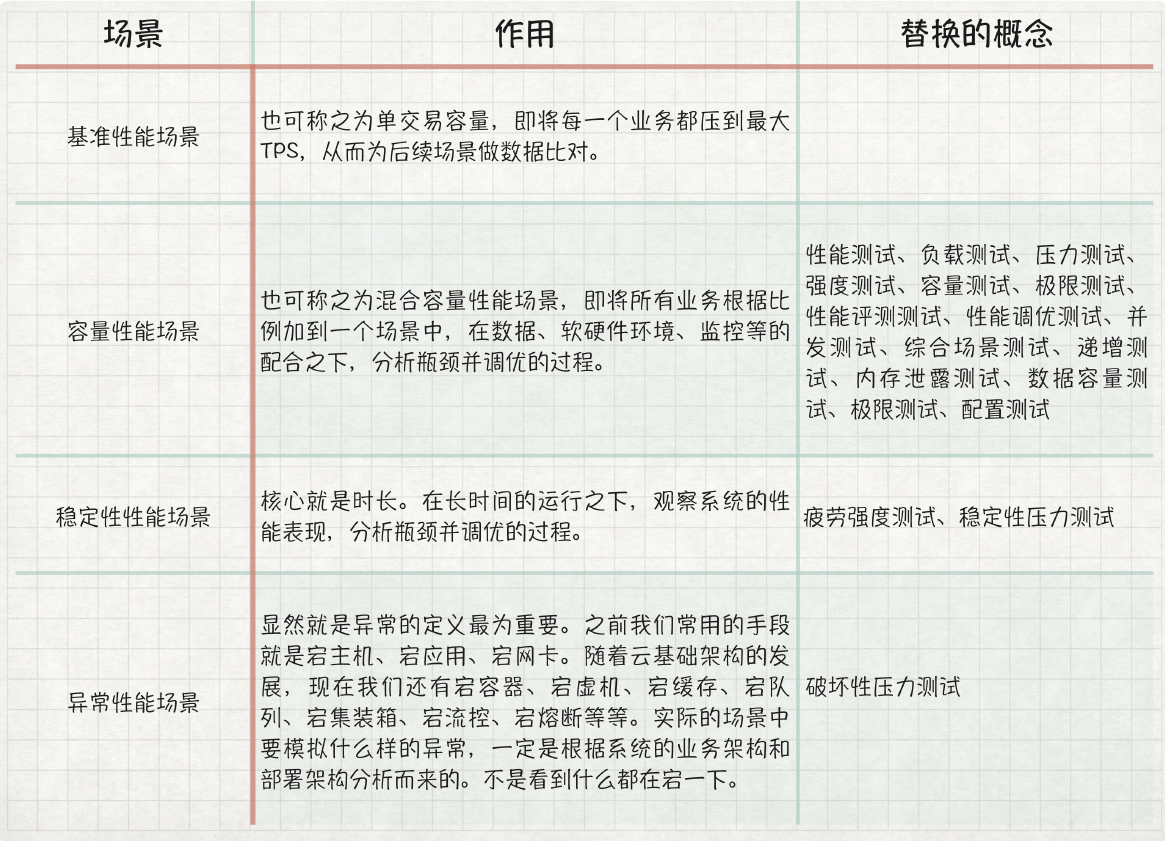 场景
作用
替换的概念
基准性能场景
也可称之为单交易容量，即将每一个业务都压到最大
TPS，从而为后续场景做数据比对。
容量性能场景
也可称之为混合容量性能场景，即将所有业务根据比
例加到一个场景中，在数据、软硬件环境、监控等的
配合之下，分析瓶颈并调优的过程。
性能测试、负载测试、压力测试、
强度测试、容量测试、极限测试、
性能评测测试、性能调优测试、并
发测试、综合场景测试、递增测
试、内存泄露测试、数据容量测
试、极限测试、配置测试
稳定性性能场景
核心就是时长。在长时间的运行之下，观察系统的性
能表现，分析瓶颈并调优的过程。
疲劳强度测试、稳定性压力测试
异常性能场景
显然就是异常的定义最为重要。之前我们常用的手段
就是宕主机、宕应用、宕网卡。随着云基础架构的发
展，现在我们还有宕容器、宕虚机、宕缓存、宕队
列、宕集装箱、宕流控、宕熔断等等。实际的场景中
要模拟什么样的异常，一定是根据系统的业务架构和
部署架构分析而来的。不是看到什么都在宕一下。
破坏性压力测试